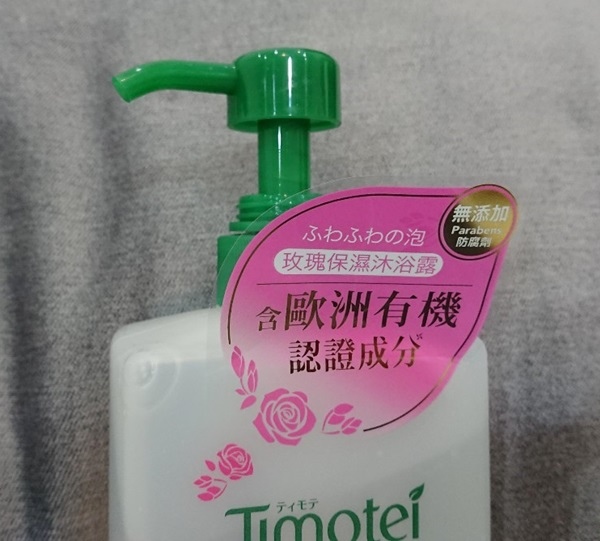 無添加
Parabens
防腐劑
ふわふわの泡
玫瑰保濕沐浴露
含歐洲有機
認證成分※
ティモテ
Timotei